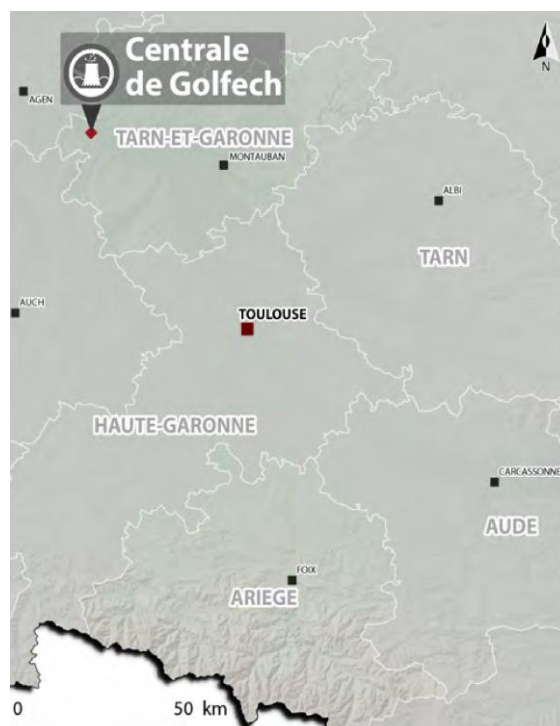 Centrale
de Golfech
N
AGEN
TARN-ET-GARONNE
MONTAUBAN
ALBI
TARN
AUCH
TOULOUSE
HAUTE-GARONNE
CARCASSONNE
AUDE
FOIX
ARIEGE
0 50 km